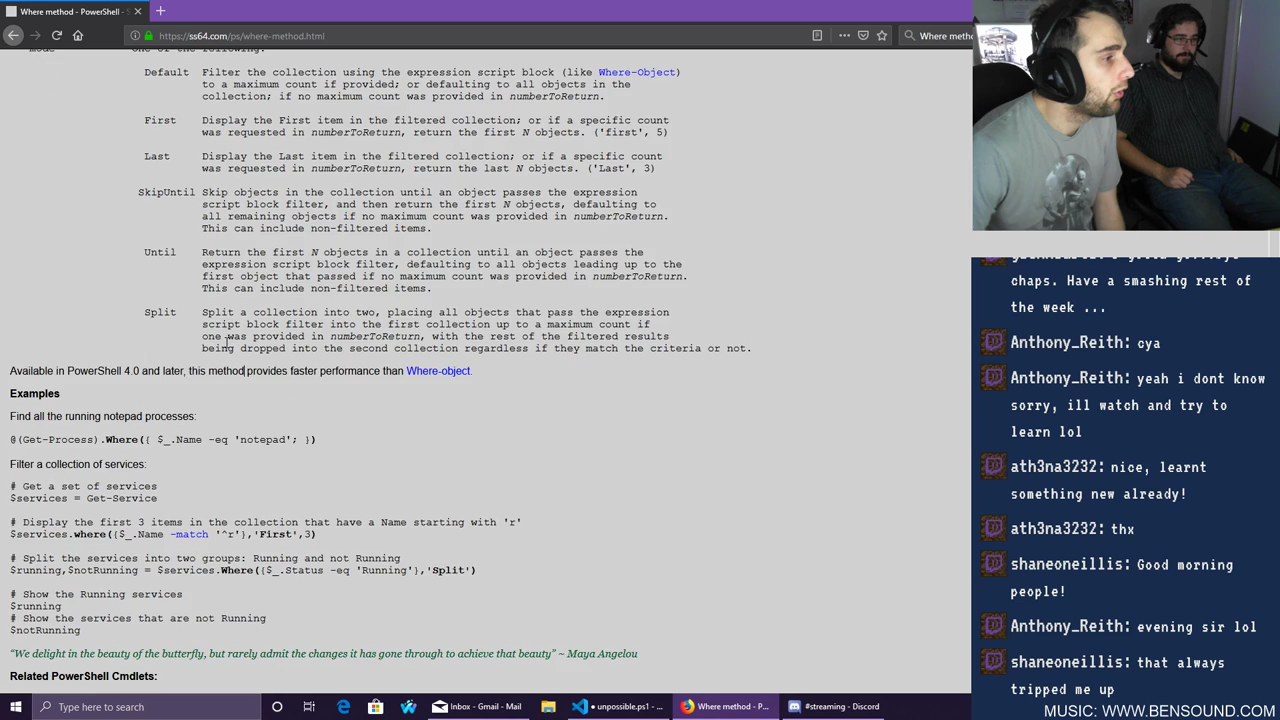 Where method - PowerShell - S
https://ss64.com/ps/where-method.html
Where metho
Default Filter the collection using the expression script block (like Where-Object)
to a maximum count if provided; or defaulting to all objects in the
collection; if no maximum count was provided in numberToReturn.
First Display the First item in the filtered collection; or if a specific count
was requested in numberToReturn, return the first N objects. ('first', 5)
Last Display the Last item in the filtered collection; or if a specific count
was requested in numberToReturn, return the last N objects. ('Last', 3)
SkipUntil Skip objects in the collection until an object passes the expression
script block filter, and then return the first N objects, defaulting to
all remaining objects if no maximum count was provided in numberToReturn.
This can include non-filtered items.
Until Return the first N objects in a collection until an object passes the
expression script block filter, defaulting to all objects leading up to the
first object that passed if no maximum count was provided in numberToReturn.
This can include non-filtered items.
Split Split a collection into two, placing all objects that pass the expression
script block filter into the first collection up to a maximum count if
one was provided in numberToReturn, with the rest of the filtered results
being dropped into the second collection regardless if they match the criteria or not.
Available in PowerShell 4.0 and later, this method provides faster performance than Where-object.
Examples
Find all the running notepad processes:
@(Get-Process).Where({ $_.Name -eq 'notepad'; })
Filter a collection of services:
# Get a set of services
$services = Get-Service
# Display the first 3 items in the collection that have a Name starting with 'r'
$services.where({$_.Name -match '^r'},'First',3)
# Split the services into two groups: Running and not Running
$running,$notRunning = $services.Where({$_.Status -eq 'Running'},'Split')
# Show the Running services
$running
# Show the services that are not Running
$notRunning
“We delight in the beauty of the butterfly, but rarely admit the changes it has gone through to achieve that beauty” ~ Maya Angelou
Related PowerShell Cmdlets:
chaps. Have a smashing rest of
the week ...
Anthony_Reith: cya
Anthony_Reith: yeah i dont know
sorry, ill watch and try to
learn lol
ath3na3232: nice, learnt
something new already!
ath3na3232: thx
shaneoneillis: Good morning
people!
Anthony_Reith: evening sir lol
shaneoneillis: that always
tripped me up
MUSIC: WWW.BENSOUND.COM
Type here to search
Inbox - Gmail - Mail
● unpossible.ps1 - ...
Where method - P...
#streaming - Discord